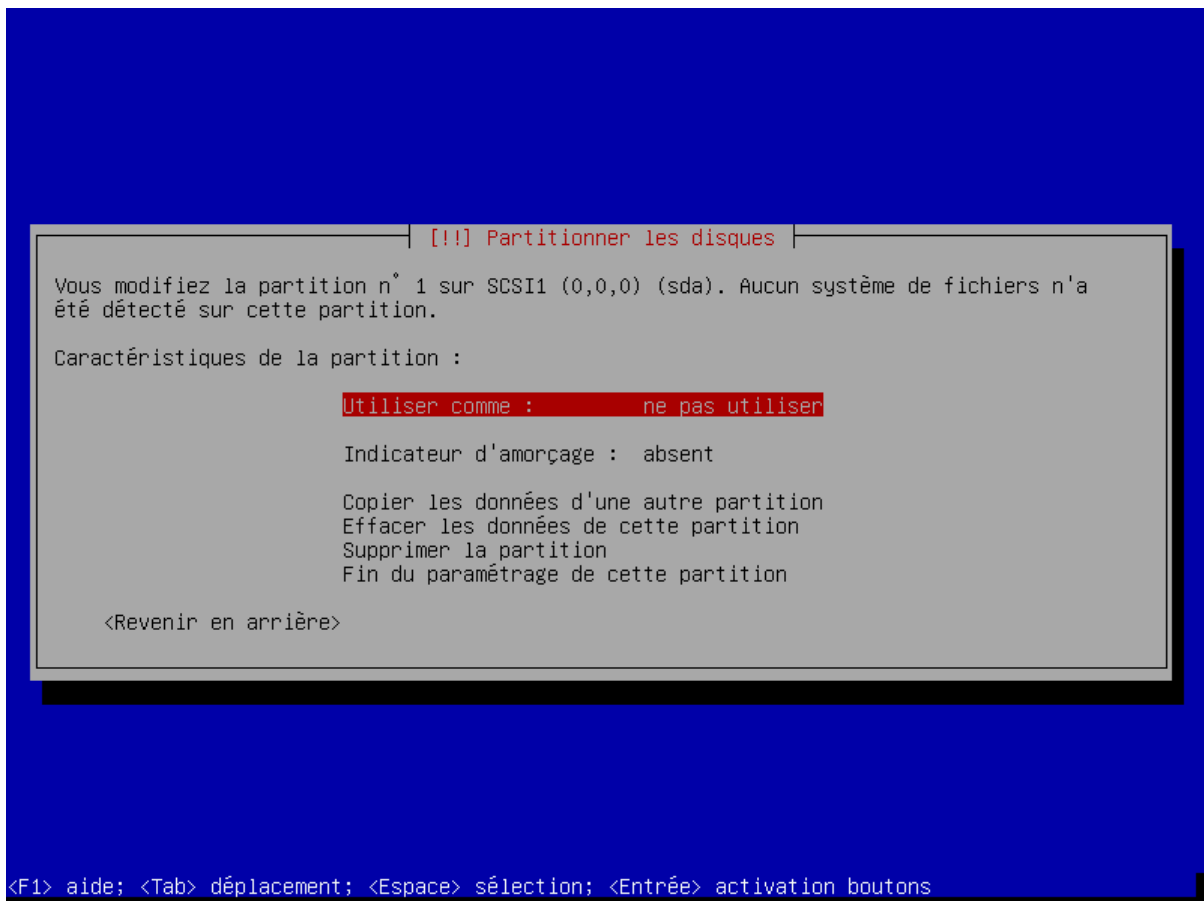 [!!] Partitionner les disques
Vous modifiez la partition n° 1 sur SCSI1 (0,0,0) (sda). Aucun système de fichiers n'a
été détecté sur cette partition.
Caractéristiques de la partition :
Utiliser comme : ne pas utiliser
Indicateur d'amorçage : absent
Copier les données d'une autre partition
Effacer les données de cette partition
Supprimer la partition
Fin du paramétrage de cette partition
<Revenir en arrière>
<F1> aide; <Tab> déplacement; <Espace> sélection; <Entrée> activation boutons